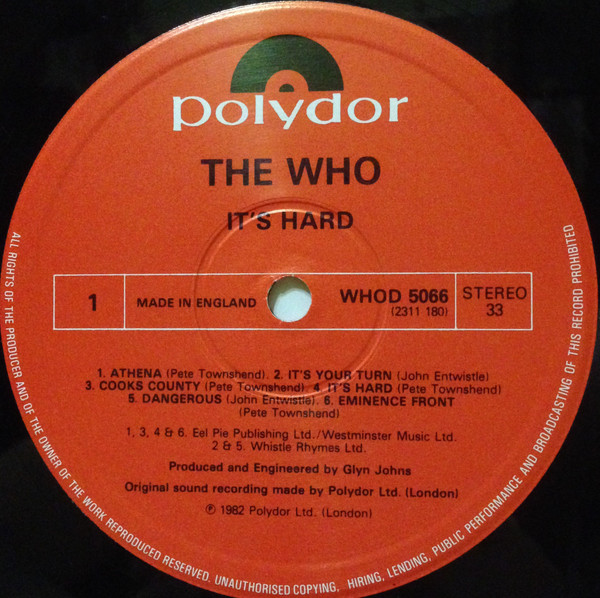 polydor
THE WHO
IT'S HARD
1
MADE IN ENGLAND
WHOD 5066
(2311 180)
STEREO
33
1. ATHENA (Pete Townshend). 2. IT'S YOUR TURN (John Entwistle)
3. COOKS COUNTY (Pete Townshend). 4. IT'S HARD (Pete Townshend)
5. DANGEROUS (John Entwistle). 6. EMINENCE FRONT
(Pete Townshend)
1, 3, 4 & 6. Eel Pie Publishing Ltd./Westminster Music Ltd.
2 & 5. Whistle Rhymes Ltd.
Produced and Engineered by Glyn Johns
Original sound recording made by Polydor Ltd. (London)
℗ 1982 Polydor Ltd. (London)
ALL RIGHTS OF THE PRODUCER AND OF THE OWNER OF THE WORK REPRODUCED RESERVED. UNAUTHORISED COPYING, HIRING, LENDING, PUBLIC PERFORMANCE AND BROADCASTING OF THIS RECORD PROHIBITED